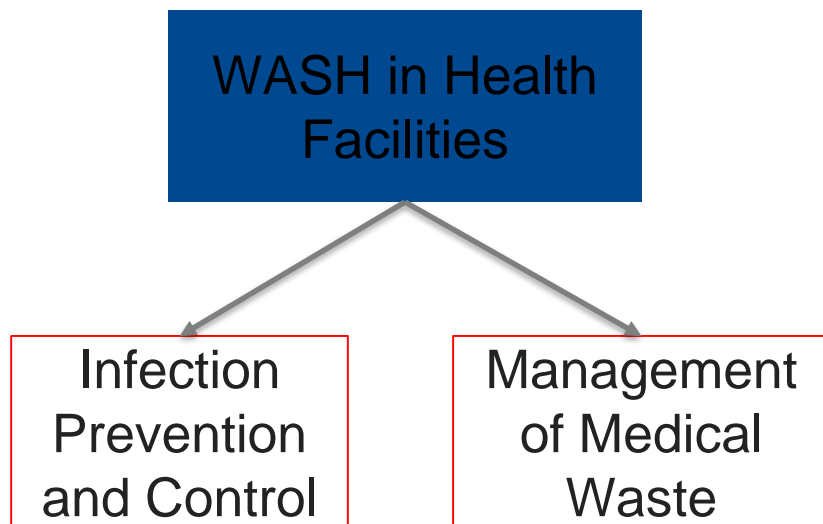 WASH in Health
Facilities
Infection
Prevention
and Control
Management
of Medical
Waste